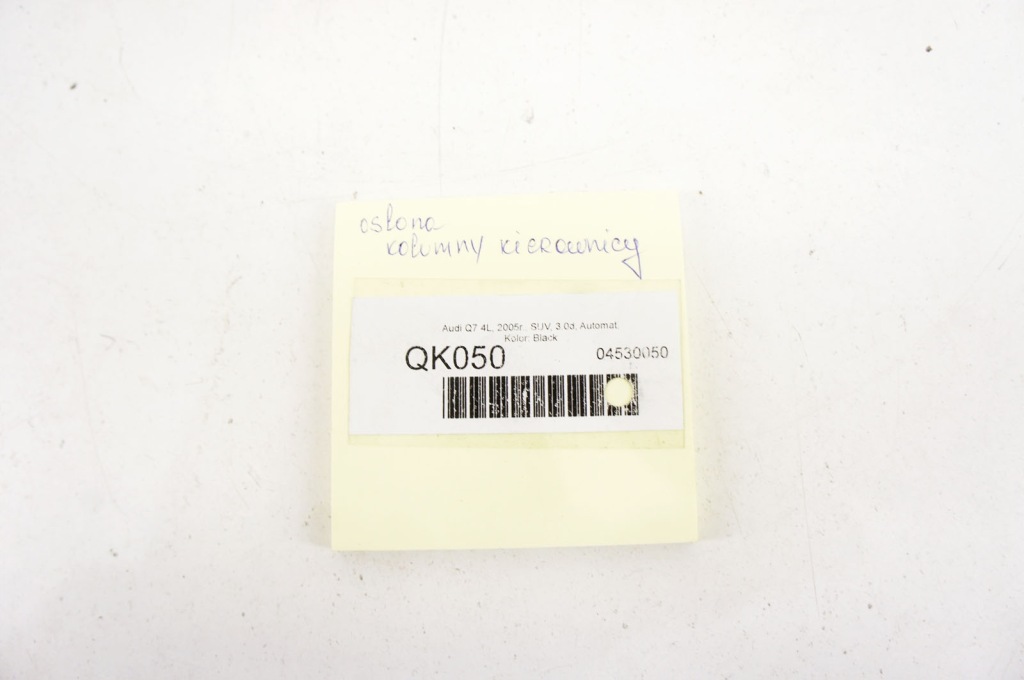 osłona
kolumny kierownicy
Audi Q7 4L, 2005r., SUV, 3.0d, Automat
Kolor: Black
QK050
04530050